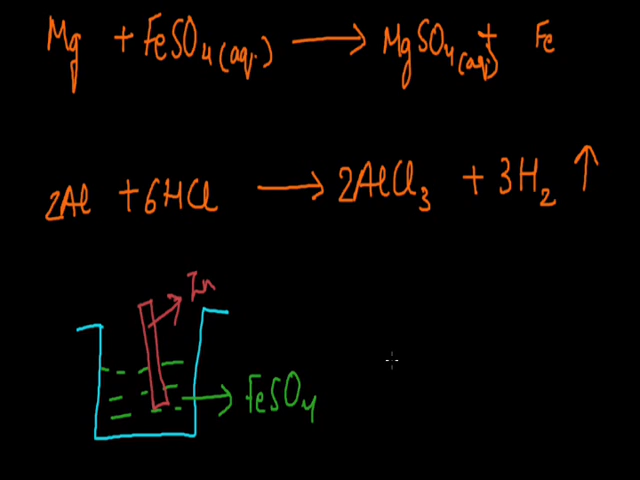 Mg + FeSO4(aq.) ⟶ MgSO4(aq) + Fe
2Al + 6HCl ⟶ 2AlCl3 + 3H2 ↑
Zn
FeSO4